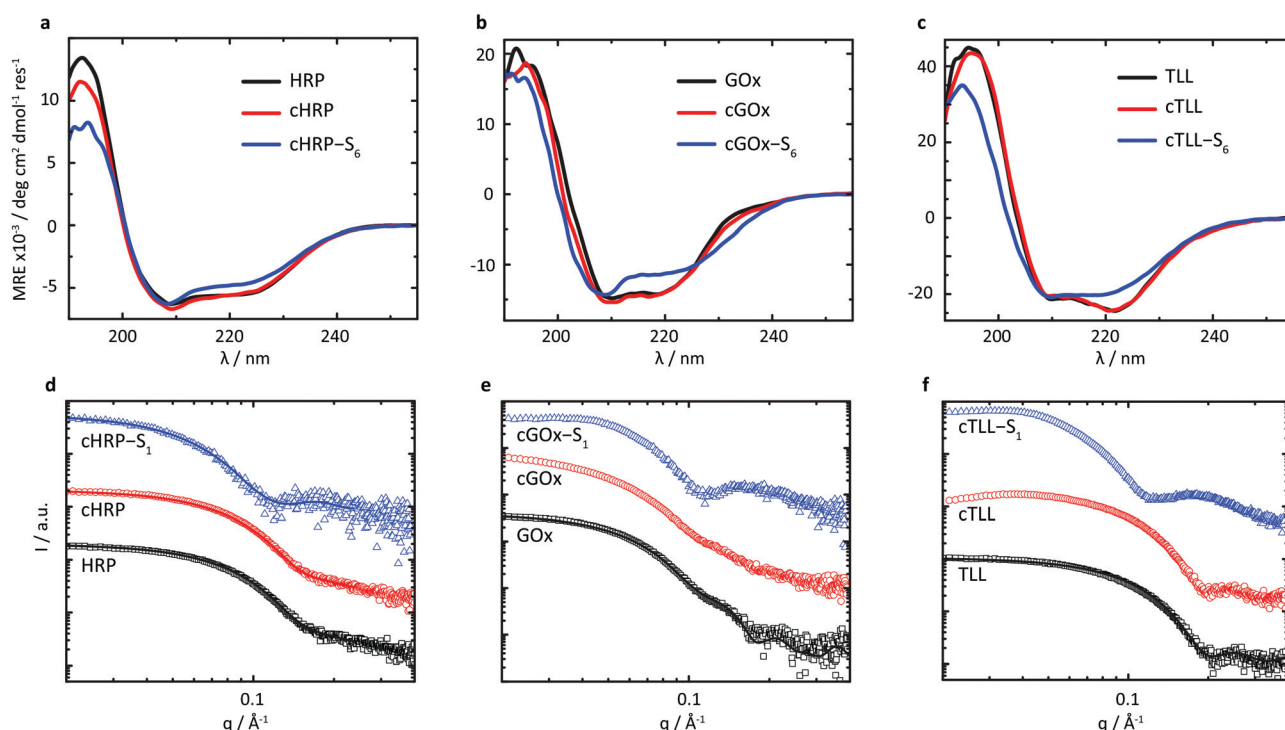 a
b
c
MRE x10⁻³ / deg cm² dmol⁻¹ res⁻¹
10
5
0
-5
HRP
cHRP
cHRP–S₆
200
220
240
λ / nm
20
10
0
-10
GOx
cGOx
cGOx–S₆
200
220
240
λ / nm
40
20
0
-20
TLL
cTLL
cTLL–S₆
200
220
240
λ / nm
d
e
f
I / a.u.
cHRP–S₁
cHRP
HRP
0.1
q / Å⁻¹
cGOx–S₁
cGOx
GOx
0.1
q / Å⁻¹
cTLL–S₁
cTLL
TLL
0.1
q / Å⁻¹